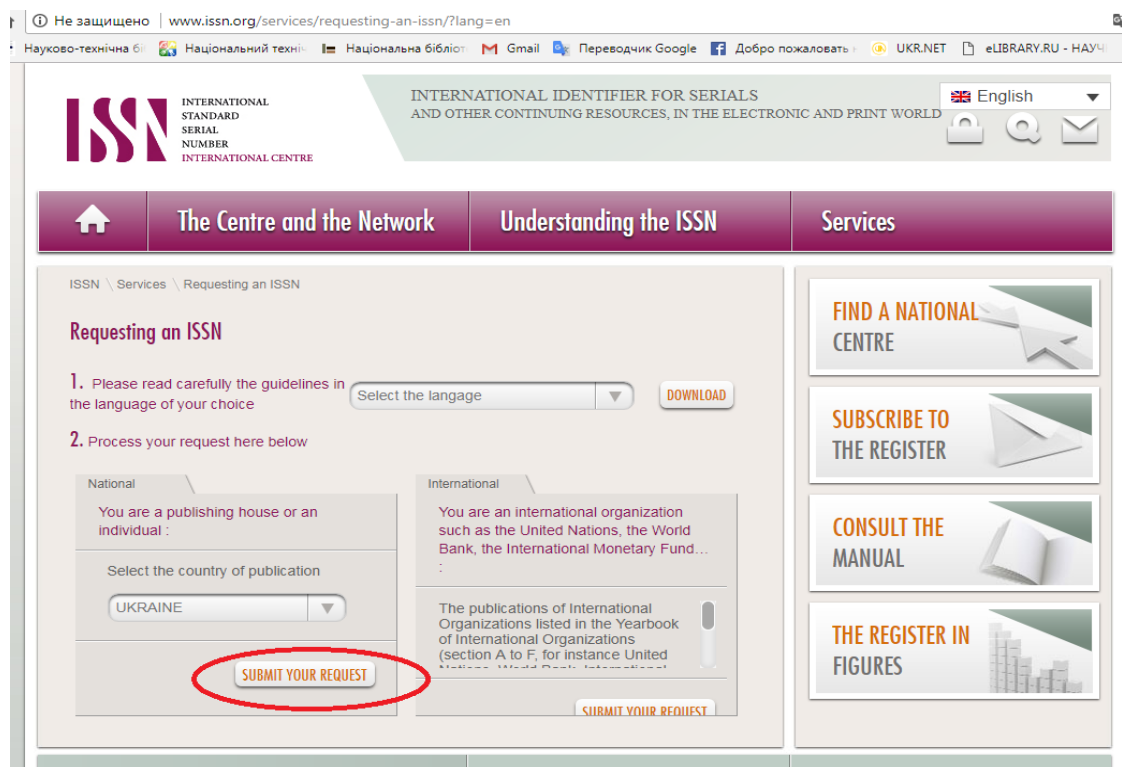 Не защищено www.issn.org/services/requesting-an-issn/?lang=en
Науково-технічна бі Національний техніч Національна бібліот Gmail Переводчик Google Добро пожаловать н UKR.NET eLIBRARY.RU - НАУЧ
ISSN
INTERNATIONAL
STANDARD
SERIAL
NUMBER
INTERNATIONAL CENTRE
INTERNATIONAL IDENTIFIER FOR SERIALS
AND OTHER CONTINUING RESOURCES, IN THE ELECTRONIC AND PRINT WORLD
English
The Centre and the Network
Understanding the ISSN
Services
ISSN \ Services \ Requesting an ISSN
Requesting an ISSN
1. Please read carefully the guidelines in
the language of your choice
Select the langage
DOWNLOAD
2. Process your request here below
National
You are a publishing house or an
individual :
Select the country of publication
UKRAINE
SUBMIT YOUR REQUEST
International
You are an international organization
such as the United Nations, the World
Bank, the International Monetary Fund…
:
The publications of International
Organizations listed in the Yearbook
of International Organizations
(section A to F, for instance United
Nations, World Bank, International
SUBMIT YOUR REQUEST
FIND A NATIONAL
CENTRE
SUBSCRIBE TO
THE REGISTER
CONSULT THE
MANUAL
THE REGISTER IN
FIGURES